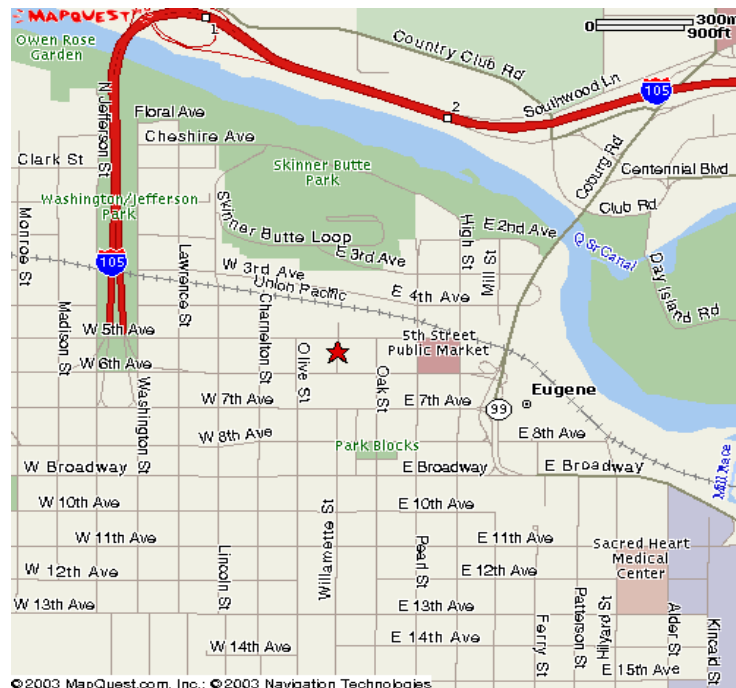 MAPQUEST
0 300m
900ft
1
Owen Rose
Garden
Country Club Rd
N Jefferson St
105
2
Southwood Ln
Floral Ave
Cheshire Ave
Coburg Rd
Clark St
Skinner Butte
Park
Centennial Blvd
Washington/Jefferson
Park
Club Rd
Monroe St
Skinner Butte Loop
High St
E 2nd Ave
Q St Canal
Day Island Rd
105
Lawrence St
W 3rd Ave
E 3rd Ave
Mill St
Union Pacific
E 4th Ave
Madison St
Charnelton St
W 5th Ave
5th Street
Public Market
W 6th Ave
Olive St
Oak St
Eugene
Washington St
W 7th Ave
E 7th Ave
99
W 8th Ave
E 8th Ave
Park Blocks
W Broadway
E Broadway
E Broadway
Mill Race
W 10th Ave
Willamette St
E 10th Ave
W 11th Ave
Lincoln St
Pearl St
E 11th Ave
Sacred Heart
Medical
Center
W 12th Ave
E 12th Ave
W 13th Ave
E 13th Ave
Ferry St
Patterson St
Hilyard St
Alder St
Kincaid St
W 14th Ave
E 14th Ave
E 15th Ave
©2003 MapQuest.com, Inc.; ©2003 Navigation Technologies